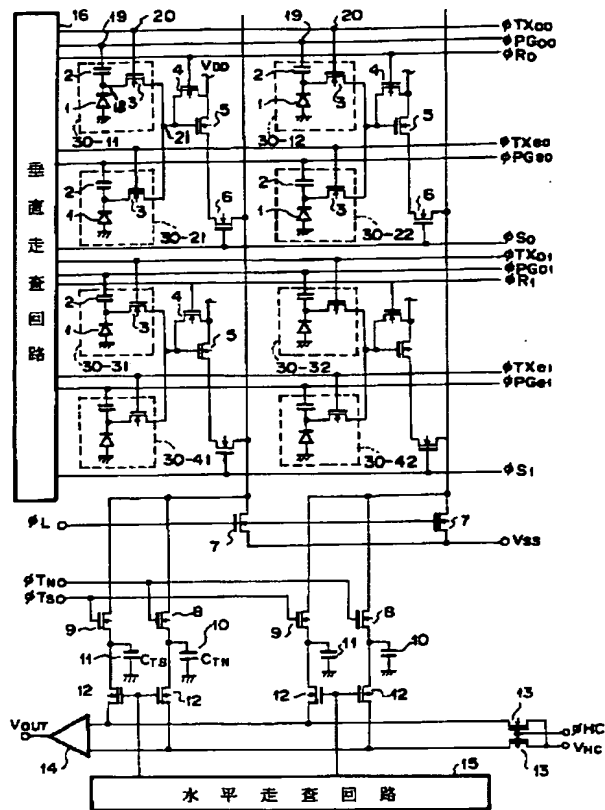 16 19 20 19 20 φTX00
φPG00
φR0
2 4 VDD 2 4
1 18 3 5 1 3 5
30-11 21 30-12
φTXe0
φPGe0
2 6 2 6
1 3 1 3
30-21 30-22
φS0
φTX01
φPG01
φR1
2 4
1 3 5
30-31 30-32
φTXe1
φPGe1
30-41 30-42
φS1
垂直走査回路
φL 7 7
VSS
φTN
φTS
9 8 9 8
10 10
11 CTS CTN 11
12 12 12 12
13
VOUT φHC
14 VHC
13
15
水平走査回路